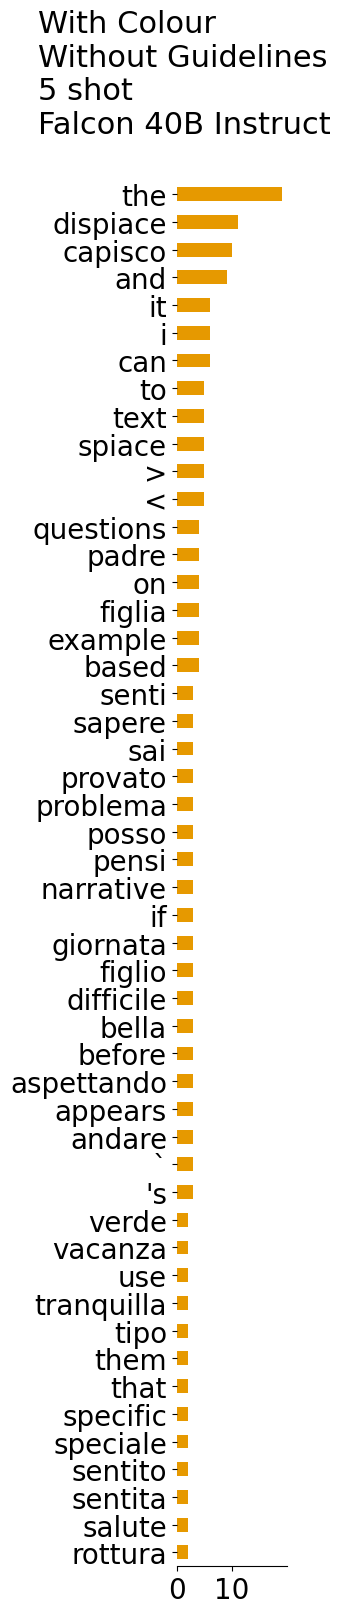 With Colour
Without Guidelines
5 shot
Falcon 40B Instruct
the
dispiace
capisco
and
it
i
can
to
text
spiace
>
<
questions
padre
on
figlia
example
based
senti
sapere
sai
provato
problema
posso
pensi
narrative
if
giornata
figlio
difficile
bella
before
aspettando
appears
andare
`
's
verde
vacanza
use
tranquilla
tipo
them
that
specific
speciale
sentito
sentita
salute
rottura
0 10